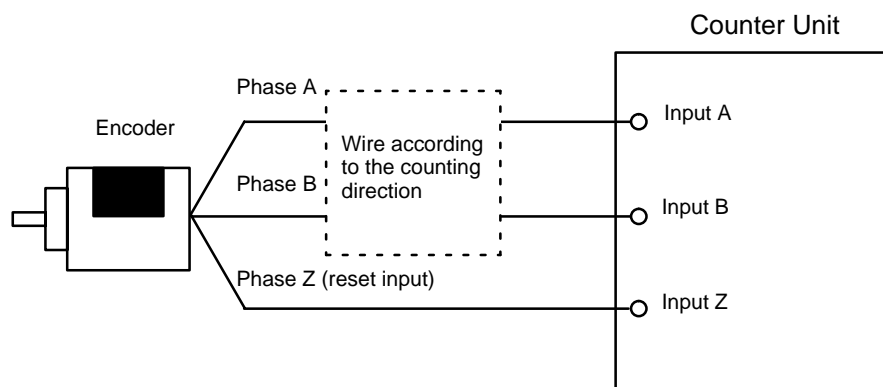 Counter Unit
Phase A
Input A
Encoder
Wire according
to the counting
direction
Phase B
Input B
Phase Z (reset input)
Input Z